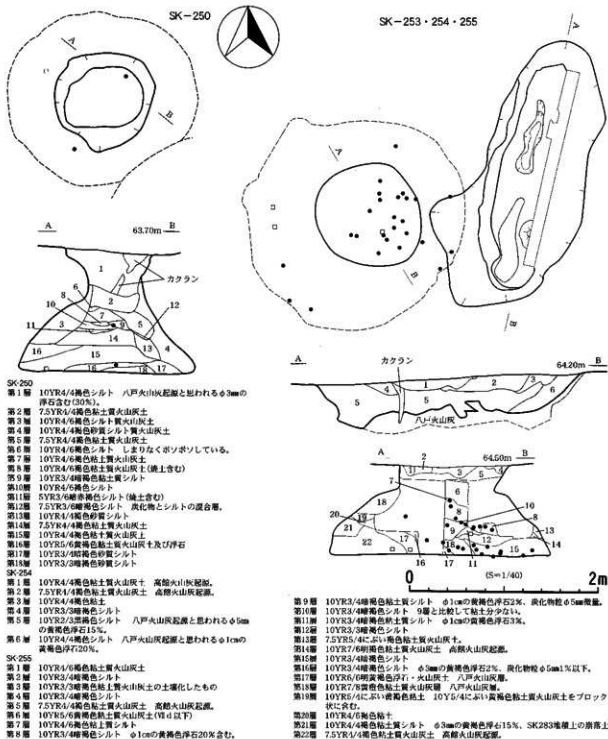 SK-250
SK-253・254・255
A
B
A
B
A
B
A
B
63.70m
カクラン
1
2
3
4
5
6
7
8
9
10
11
12
13
14
15
16
16
17
18
カクラン
64.20m
八戸火山灰
64.50m
A
B
0
(S=1/40)
2m
SK-250
第1層 10YR4/4褐色シルト 八戸火山灰起源と思われるφ3mmの
浮石含む(30%)。
第2層 7.5YR4/4褐色粘土質火山灰土
第3層 10YR4/6褐色シルト質火山灰土
第4層 10YR4/4褐色砂質シルト質火山灰土
第5層 7.5YR4/4褐色粘土質火山灰土
第6層 10YR4/6褐色シルト しまりなくボソボソしている。
第7層 10YR4/6褐色粘土質火山灰土
第8層 10YR4/6褐色粘土質火山灰土(焼土含む)
第9層 10YR3/4暗褐色粘土質シルト
第10層 10YR4/6褐色シルト
第11層 5YR3/6暗赤褐色シルト(焼土含む)
第12層 7.5YR3/6暗褐色シルト 炭化物とシルトの混合層。
第13層 10YR4/4褐色砂質シルト
第14層 7.5YR4/4褐色粘土質火山灰土
第15層 10YR4/4褐色粘土質火山灰土
第16層 10YR5/6黄褐色粘土質火山灰土及び浮石
第17層 10YR3/4暗褐色砂質シルト
第18層 10YR3/3暗褐色砂質シルト
SK-254
第1層 10YR4/4褐色粘土質火山灰土 高館火山灰起源。
第2層 7.5YR4/4褐色粘土質火山灰土 高館火山灰起源。
第3層 10YR4/4褐色粘土
第4層 10YR3/3暗褐色シルト
第5層 10YR2/3黒褐色シルト 八戸火山灰起源と思われるφ5mm
の黄褐色浮石15%。
第6層 10YR4/4褐色シルト 八戸火山灰起源と思われるφ1cmの
黄褐色浮石20%。
SK-255
第1層 10YR4/6褐色粘土質火山灰土
第2層 10YR3/4暗褐色シルト
第3層 10YR3/3暗褐色粘土質火山灰土の土壌化したもの
第4層 10YR3/4暗褐色シルト
第5層 7.5YR4/4褐色粘土質火山灰土 高館火山灰起源。
第6層 10YR5/6黄褐色粘土質火山灰土(Ⅶd以下)
第7層 10YR4/6褐色粘土質シルト
第8層 10YR3/4暗褐色シルト φ1cmの黄褐色浮石20%含む。
第9層 10YR3/4暗褐色粘土質シルト φ1cmの黄褐色浮石2%、炭化物粒φ5mm微量。
第10層 10YR3/4暗褐色シルト 9層と比較して粘土分少ない。
第11層 10YR3/4暗褐色粘土質シルト φ1cmの黄褐色浮石3%。
第12層 10YR3/3暗褐色シルト
第13層 7.5YR5/4にぶい褐色粘土質火山灰土。
第14層 10YR7/6明黄褐色粘土質火山灰土 高館火山灰起源。
第15層 10YR3/4暗褐色シルト
第16層 10YR3/4暗褐色シルト φ3mmの黄褐色浮石2%、炭化物粒φ5mm1%以下。
第17層 10YR6/6明黄褐色浮石・火山灰土 八戸火山灰層。
第18層 10YR7/8黄橙色粘土質火山灰層 八戸火山灰層。
第19層 10YR5/4にぶい黄褐色粘土 10YR5/4にぶい黄褐色粘土質火山灰土をブロック
状に含む。
第20層 10YR4/6褐色粘土
第21層 10YR4/4褐色粘土質シルト φ3mmの黄褐色浮石15%、SK283堆積土の崩落土
第22層 7.5YR4/4褐色粘土質火山灰土 高館火山灰起源。